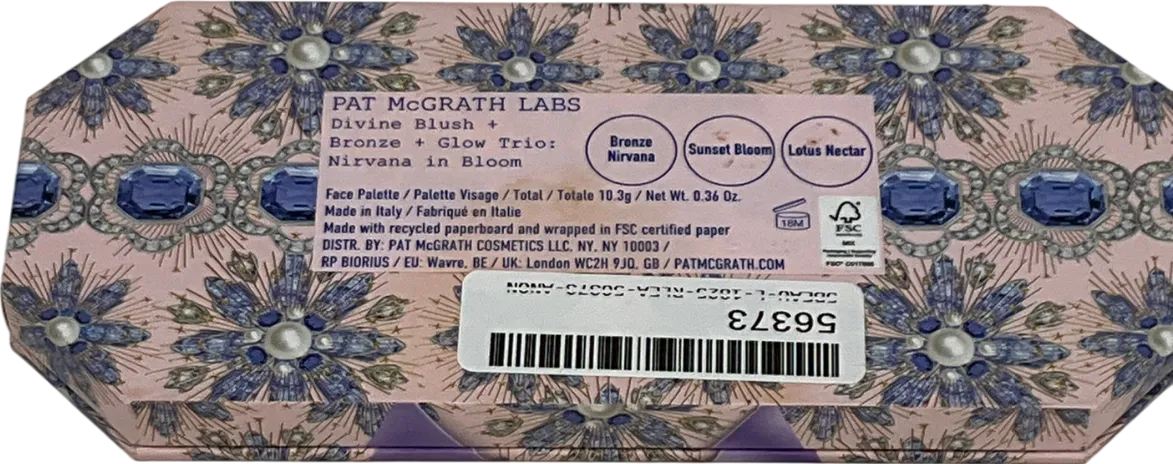 PAT McGRATH LABS
Divine Blush +
Bronze + Glow Trio:
Nirvana in Bloom
Bronze
Nirvana
Sunset Bloom
Lotus Nectar
Face Palette / Palette Visage / Total / Totale 10.3g / Net Wt. 0.36 Oz.
Made in Italy / Fabriqué en Italie
Made with recycled paperboard and wrapped in FSC certified paper
DISTR. BY: PAT McGRATH COSMETICS LLC. NY, NY 10003 /
RP BIORIUS / EU: Wavre, BE / UK: London WC2H 9JQ, GB / PATMCGRATH.COM
18M
FSC
MIX
56373